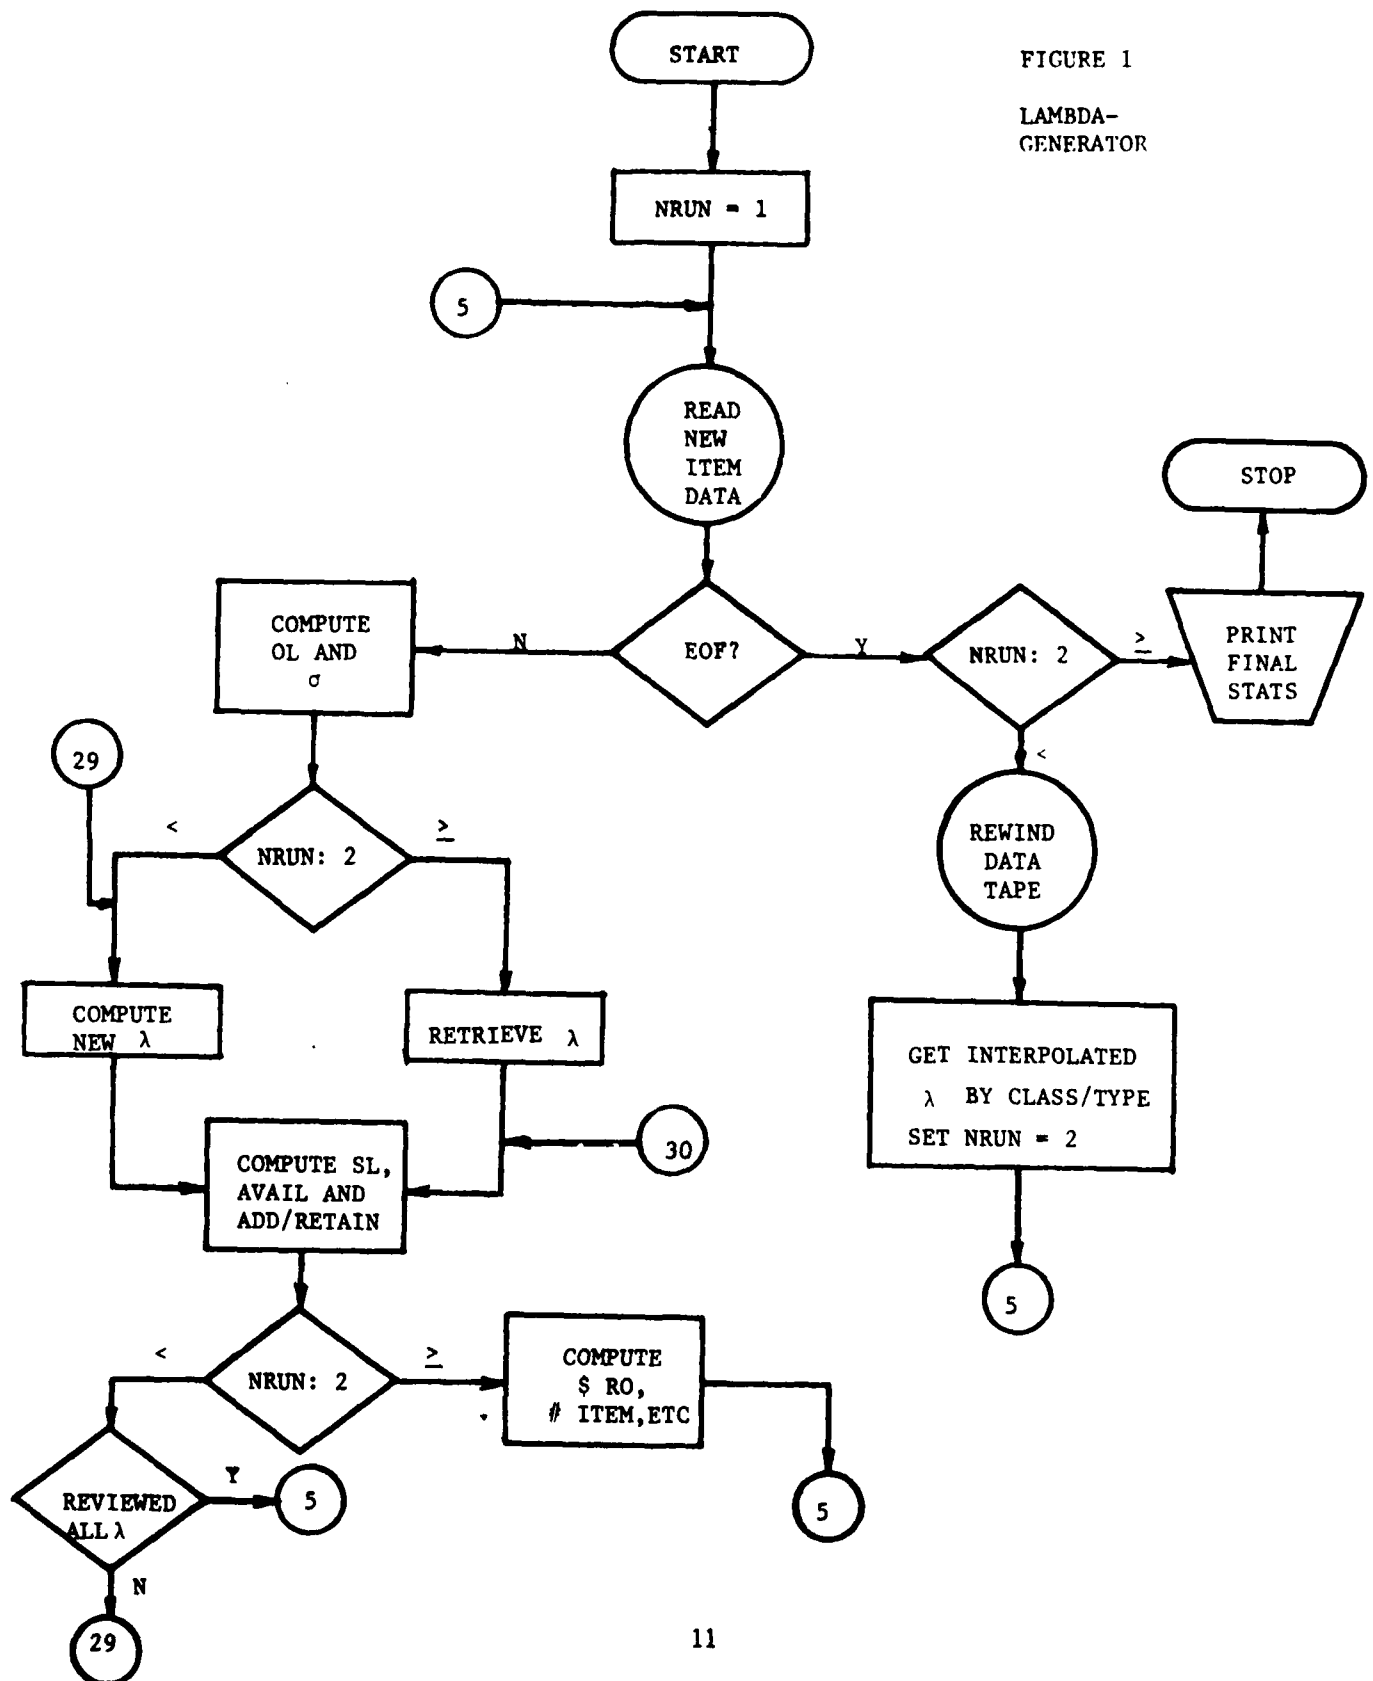 START
FIGURE 1
LAMBDA-
GENERATOR
NRUN = 1
5
READ
NEW
ITEM
DATA
STOP
COMPUTE
OL AND
σ
N
EOF?
Y
NRUN: 2
≥
PRINT
FINAL
STATS
<
29
<
NRUN: 2
≥
REWIND
DATA
TAPE
COMPUTE
NEW λ
RETRIEVE λ
GET INTERPOLATED
λ BY CLASS/TYPE
SET NRUN = 2
30
COMPUTE SL,
AVAIL AND
ADD/RETAIN
5
<
NRUN: 2
≥
COMPUTE
$ RO,
# ITEM,ETC
REVIEWED
ALL λ
Y
5
5
N
29
11